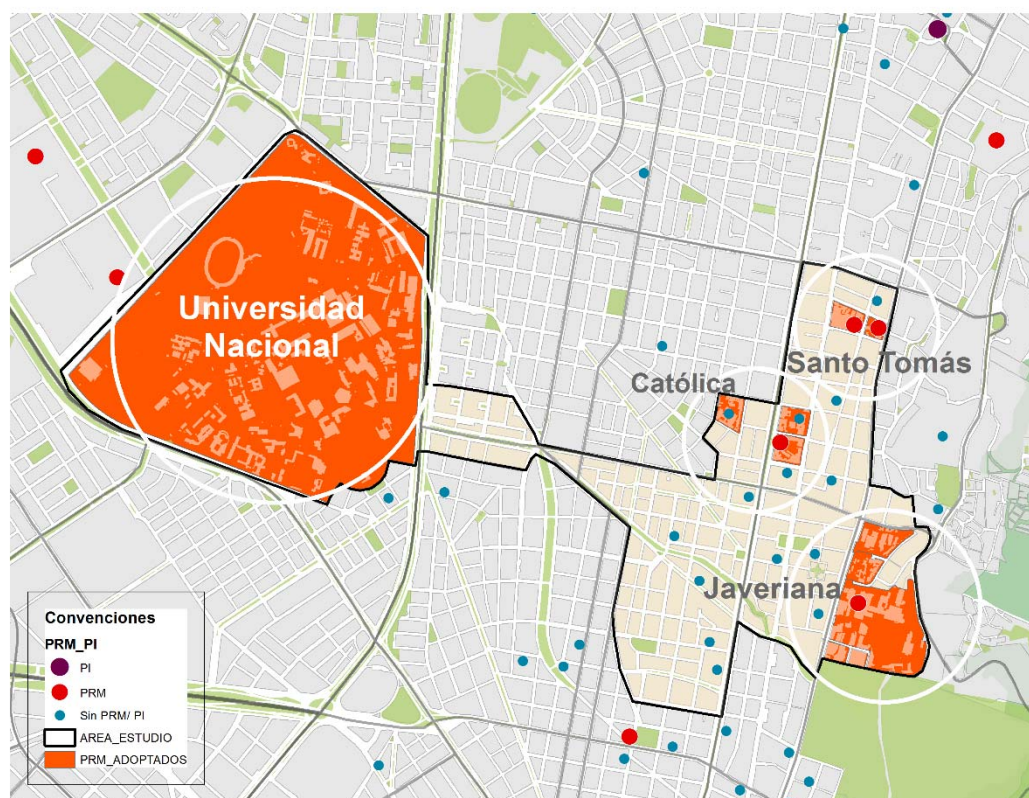 Universidad
Nacional
Santo Tomás
Católica
Javeriana
Convenciones
PRM_PI
PI
PRM
Sin PRM/ PI
AREA_ESTUDIO
PRM_ADOPTADOS